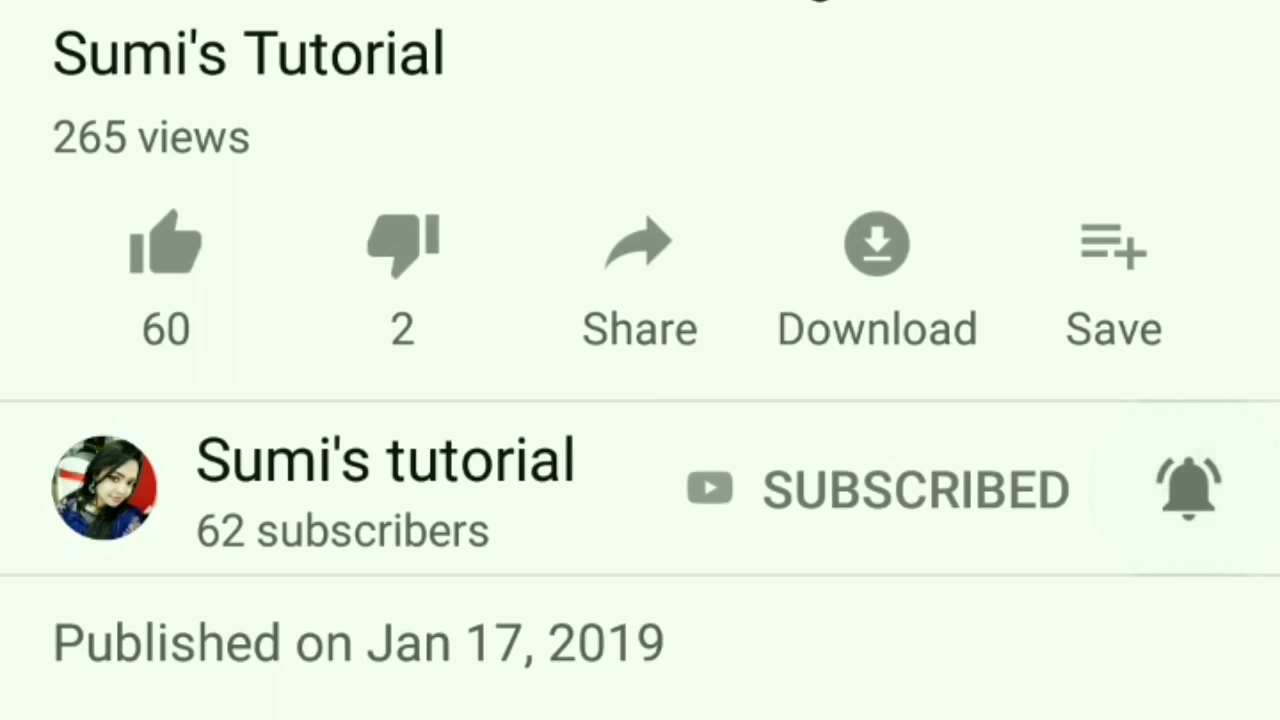 Sumi's Tutorial
265 views
60 2 Share Download Save
Sumi's tutorial
SUBSCRIBED
62 subscribers
Published on Jan 17, 2019